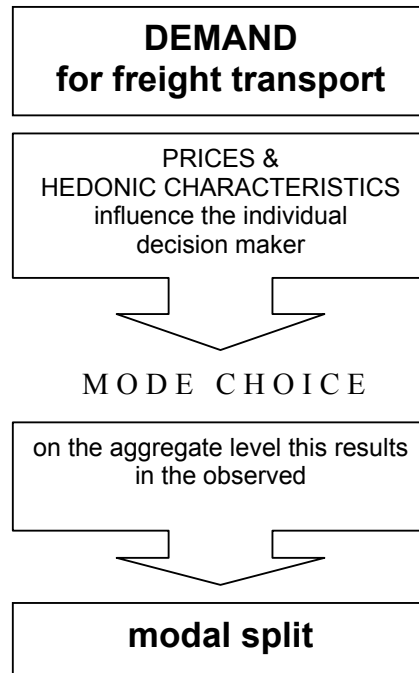 DEMAND
for freight transport
PRICES &
HEDONIC CHARACTERISTICS
influence the individual
decision maker
MODE CHOICE
on the aggregate level this results
in the observed
modal split